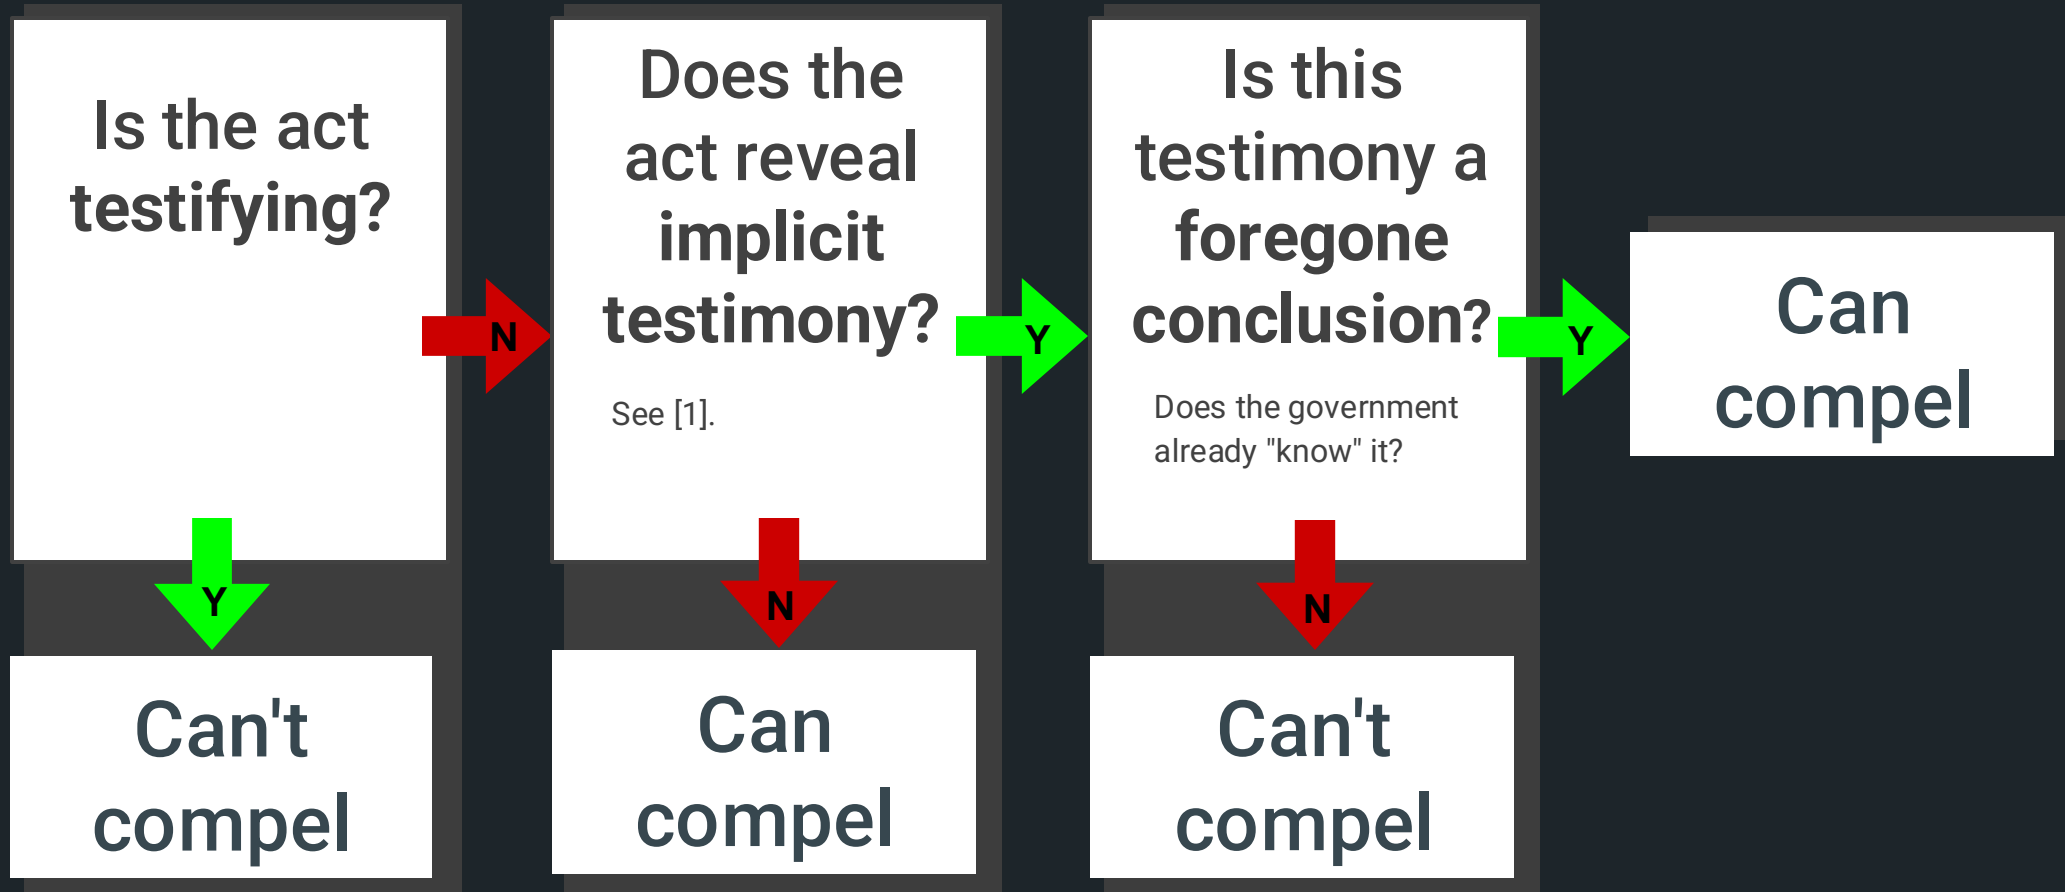 Is the act
testifying?
N
Y
Can't
compel
Does the
act reveal
implicit
testimony?
See [1].
Y
N
Can
compel
Is this
testimony a
foregone
conclusion?
Does the government
already "know" it?
Y
N
Can't
compel
Can
compel